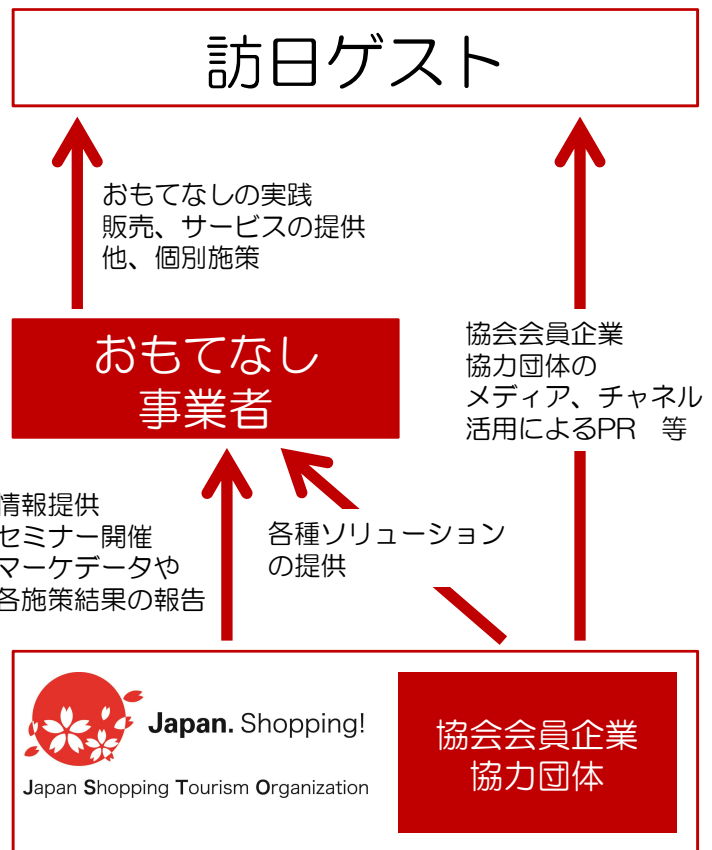 訪日ゲスト
おもてなしの実践
販売、サービスの提供
他、個別施策
おもてなし
事業者
協会会員企業
協力団体の
メディア、チャネル
活用によるPR　等
情報提供
セミナー開催
マーケデータや
各施策結果の報告
各種ソリューション
の提供
Japan. Shopping!
Japan Shopping Tourism Organization
協会会員企業
協力団体